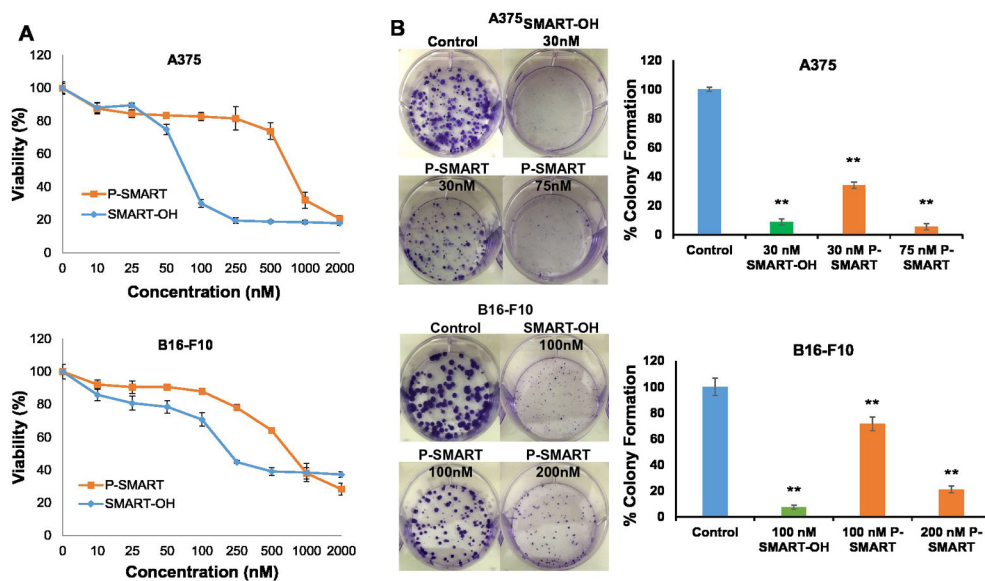 A
A375
120
100
80
60
40
20
0
Viability (%)
P-SMART
SMART-OH
0 10 25 50 100 250 500 1000 2000
Concentration (nM)
B16-F10
120
100
80
60
40
20
0
Viability (%)
P-SMART
SMART-OH
0 10 25 50 100 250 500 1000 2000
Concentration (nM)
B
A375
Control
SMART-OH
30nM
P-SMART
30nM
P-SMART
75nM
A375
120
100
80
60
40
20
0
% Colony Formation
**
**
**
Control
30 nM
SMART-OH
30 nM P-
SMART
75 nM P-
SMART
B16-F10
Control
SMART-OH
100nM
P-SMART
100nM
P-SMART
200nM
B16-F10
120
100
80
60
40
20
0
% Colony Formation
**
**
**
Control
100 nM
SMART-OH
100 nM P-
SMART
200 nM P-
SMART